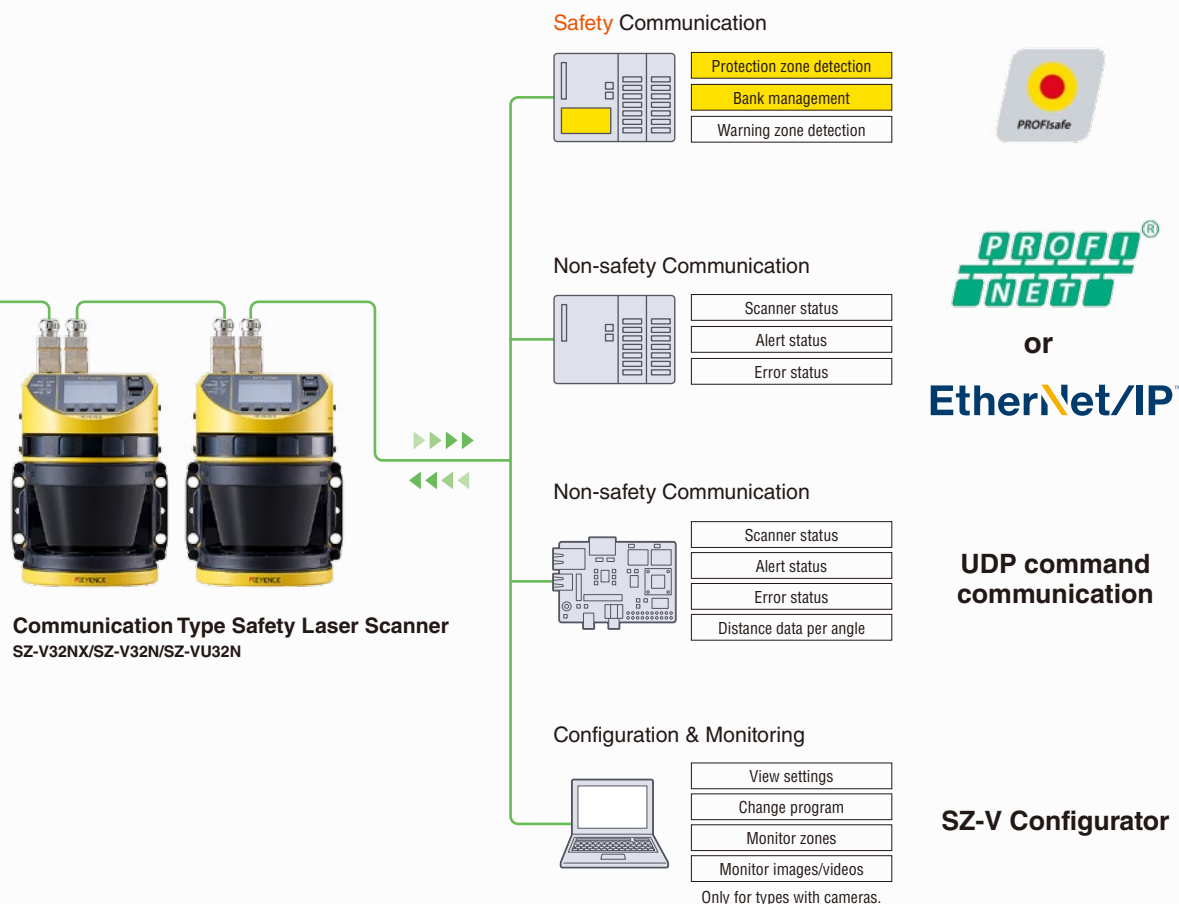 Safety Communication
Protection zone detection
Bank management
Warning zone detection
PROFIsafe
Non-safety Communication
Scanner status
Alert status
Error status
PROFI®
NET
or
EtherNet/IP™
KEYENCE
KEYENCE
Communication Type Safety Laser Scanner
SZ-V32NX/SZ-V32N/SZ-VU32N
Non-safety Communication
Scanner status
Alert status
Error status
Distance data per angle
UDP command
communication
Configuration & Monitoring
View settings
Change program
Monitor zones
Monitor images/videos
Only for types with cameras.
SZ-V Configurator